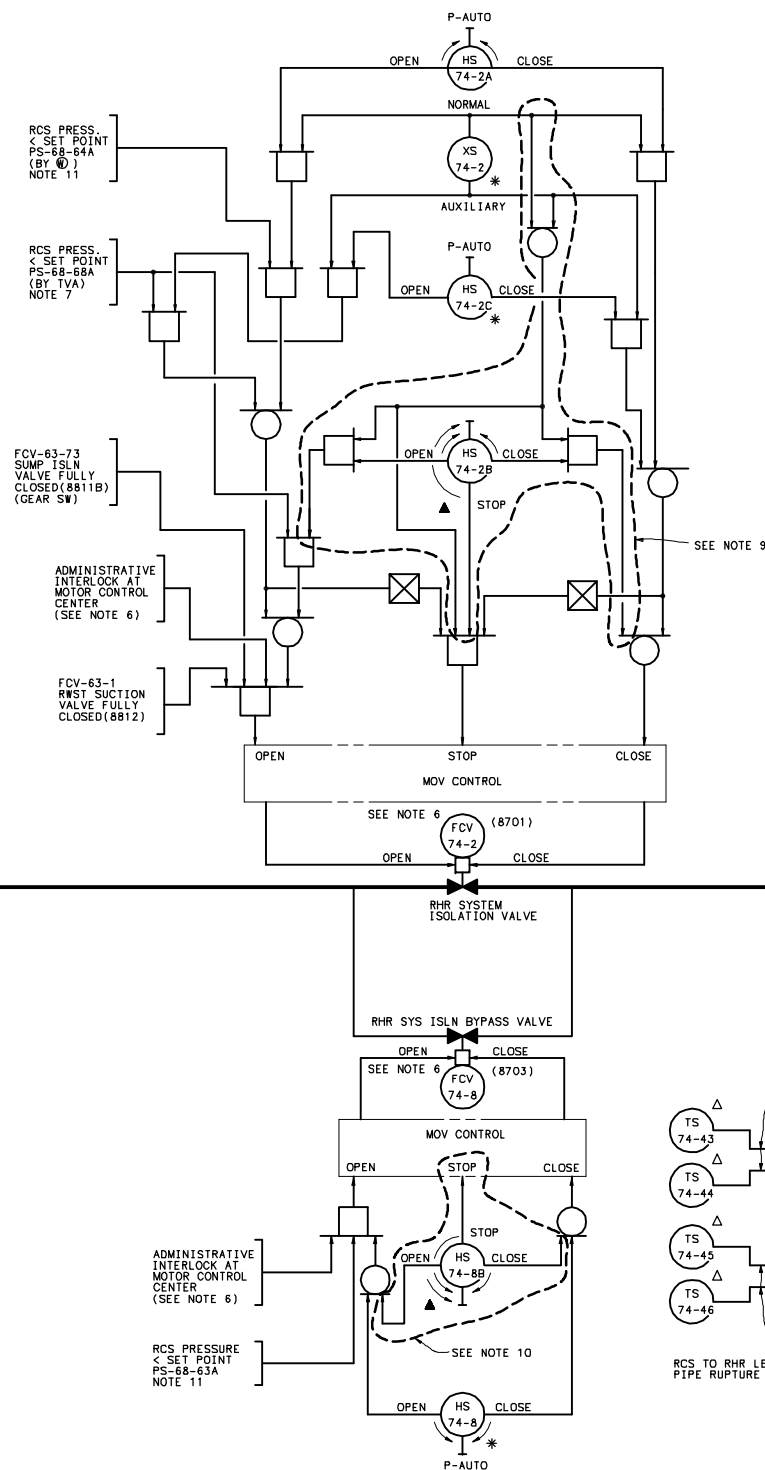 P-AUTO
OPEN
HS
74-2A
CLOSE
NORMAL
RCS PRESS.
< SET POINT
PS-68-64A
(BY Ⓦ )
NOTE 11
XS
74-2
*
AUXILIARY
P-AUTO
RCS PRESS.
< SET POINT
PS-68-68A
(BY TVA)
NOTE 7
OPEN
HS
74-2C
CLOSE
*
OPEN
HS
74-2B
CLOSE
STOP
FCV-63-73
SUMP ISLN
VALVE FULLY
CLOSED(8811B)
(GEAR SW)
SEE NOTE 9
ADMINISTRATIVE
INTERLOCK AT
MOTOR CONTROL
CENTER
(SEE NOTE 6)
FCV-63-1
RWST SUCTION
VALVE FULLY
CLOSED(8812)
OPEN
STOP
CLOSE
MOV CONTROL
SEE NOTE 6
FCV
74-2
(8701)
OPEN
CLOSE
RHR SYSTEM
ISOLATION VALVE
RHR SYS ISLN BYPASS VALVE
OPEN
CLOSE
SEE NOTE 6
FCV
74-8
(8703)
MOV CONTROL
OPEN
STOP
CLOSE
STOP
OPEN
HS
74-8B
CLOSE
ADMINISTRATIVE
INTERLOCK AT
MOTOR CONTROL
CENTER
(SEE NOTE 6)
SEE NOTE 10
RCS PRESSURE
< SET POINT
PS-68-63A
NOTE 11
OPEN
HS
74-8
CLOSE
*
P-AUTO
TS
74-43
Δ
TS
74-44
Δ
TS
74-45
Δ
TS
74-46
Δ
RCS TO RHR LE
PIPE RUPTURE